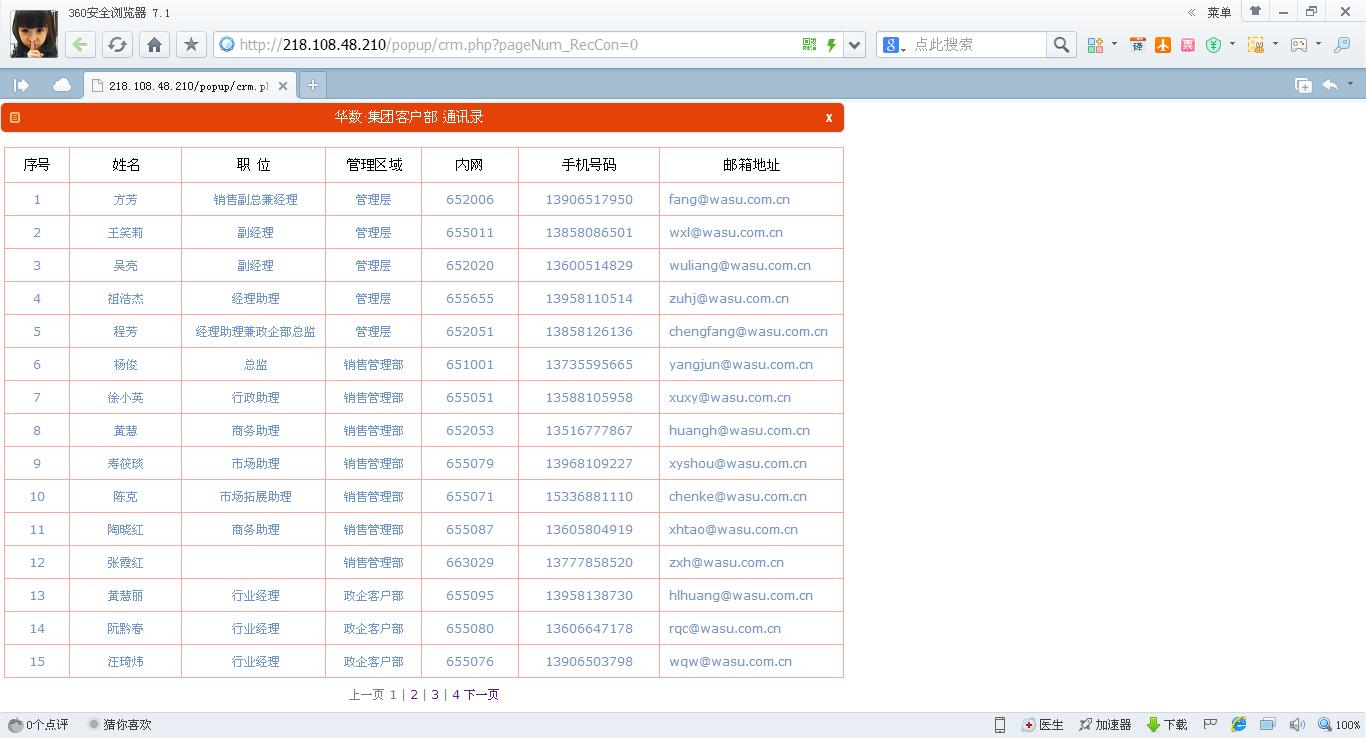 360安全浏览器 7.1
« 菜单
http://218.108.48.210/popup/crm.php?pageNum_RecCon=0
点此搜索
218.108.48.210/popup/crm.pl
华数 集团客户部 通讯录
x
序号 姓名 职 位 管理区域 内网 手机号码 邮箱地址
1 方芳 销售副总兼经理 管理层 652006 13906517950 fang@wasu.com.cn
2 王笑莉 副经理 管理层 655011 13858086501 wxl@wasu.com.cn
3 吴亮 副经理 管理层 652020 13600514829 wuliang@wasu.com.cn
4 祖浩杰 经理助理 管理层 655655 13958110514 zuhj@wasu.com.cn
5 程芳 经理助理兼政企部总监 管理层 652051 13858126136 chengfang@wasu.com.cn
6 杨俊 总监 销售管理部 651001 13735595665 yangjun@wasu.com.cn
7 徐小英 行政助理 销售管理部 655051 13588105958 xuxy@wasu.com.cn
8 黄慧 商务助理 销售管理部 652053 13516777867 huangh@wasu.com.cn
9 寿筱琰 市场助理 销售管理部 655079 13968109227 xyshou@wasu.com.cn
10 陈克 市场拓展助理 销售管理部 655071 15336881110 chenke@wasu.com.cn
11 陶晓红 商务助理 销售管理部 655087 13605804919 xhtao@wasu.com.cn
12 张霞红 销售管理部 663029 13777858520 zxh@wasu.com.cn
13 黄慧丽 行业经理 政企客户部 655095 13958138730 hlhuang@wasu.com.cn
14 阮黔春 行业经理 政企客户部 655080 13606647178 rqc@wasu.com.cn
15 汪琦炜 行业经理 政企客户部 655076 13906503798 wqw@wasu.com.cn
上一页 1 | 2 | 3 | 4 下一页
0个点评 猜你喜欢 医生 加速器 下载 100%